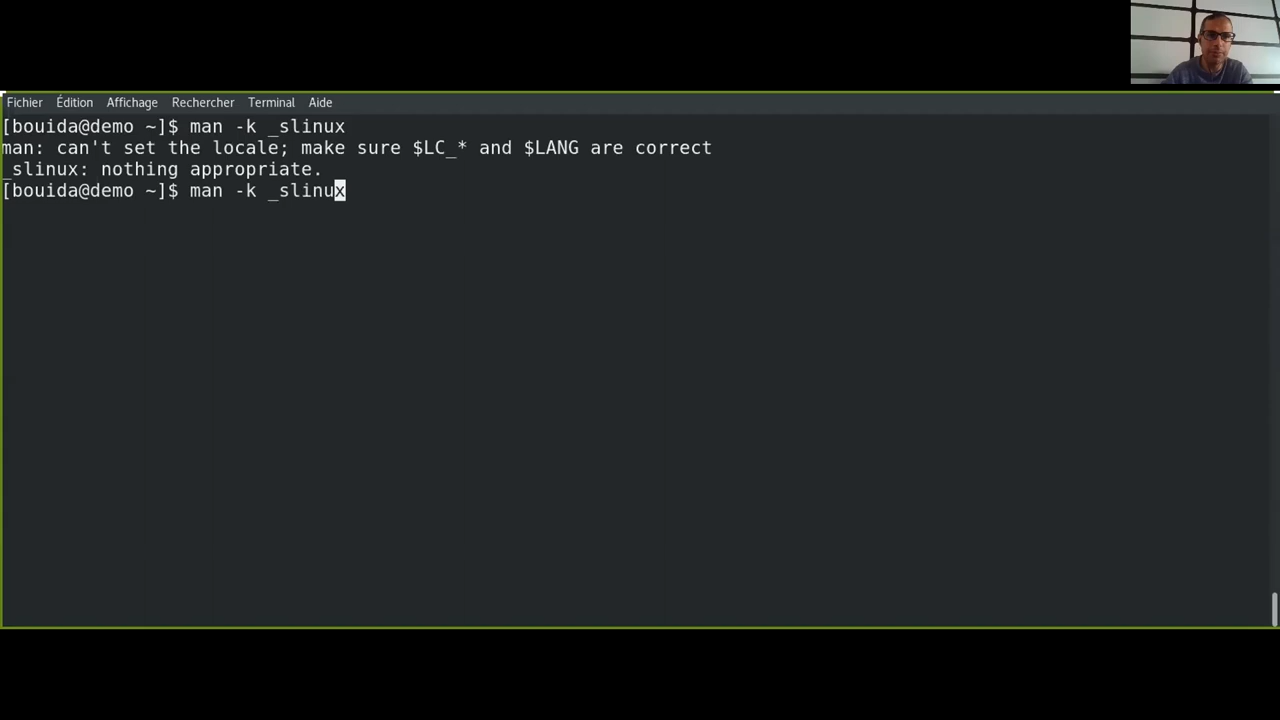 Fichier Édition Affichage Rechercher Terminal Aide
[bouida@demo ~]$ man -k _slinux
man: can't set the locale; make sure $LC_* and $LANG are correct
_slinux: nothing appropriate.
[bouida@demo ~]$ man -k _slinux